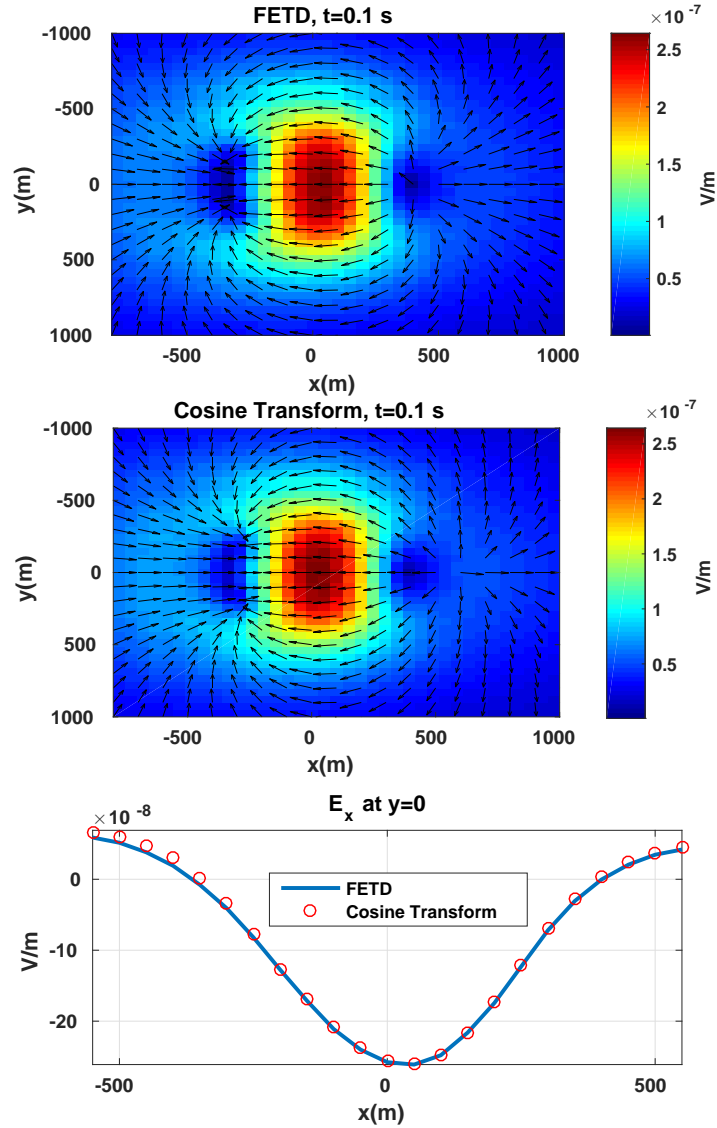 FETD, t=0.1 s
× 10 -7
-1000
-500
0
500
1000
y(m)
-500
0
500
1000
x(m)
2.5
2
1.5
1
0.5
V/m
Cosine Transform, t=0.1 s
× 10 -7
-1000
-500
0
500
1000
y(m)
-500
0
500
1000
x(m)
2.5
2
1.5
1
0.5
V/m
E_x at y=0
× 10 -8
0
-10
-20
V/m
FETD
Cosine Transform
-500
0
500
x(m)